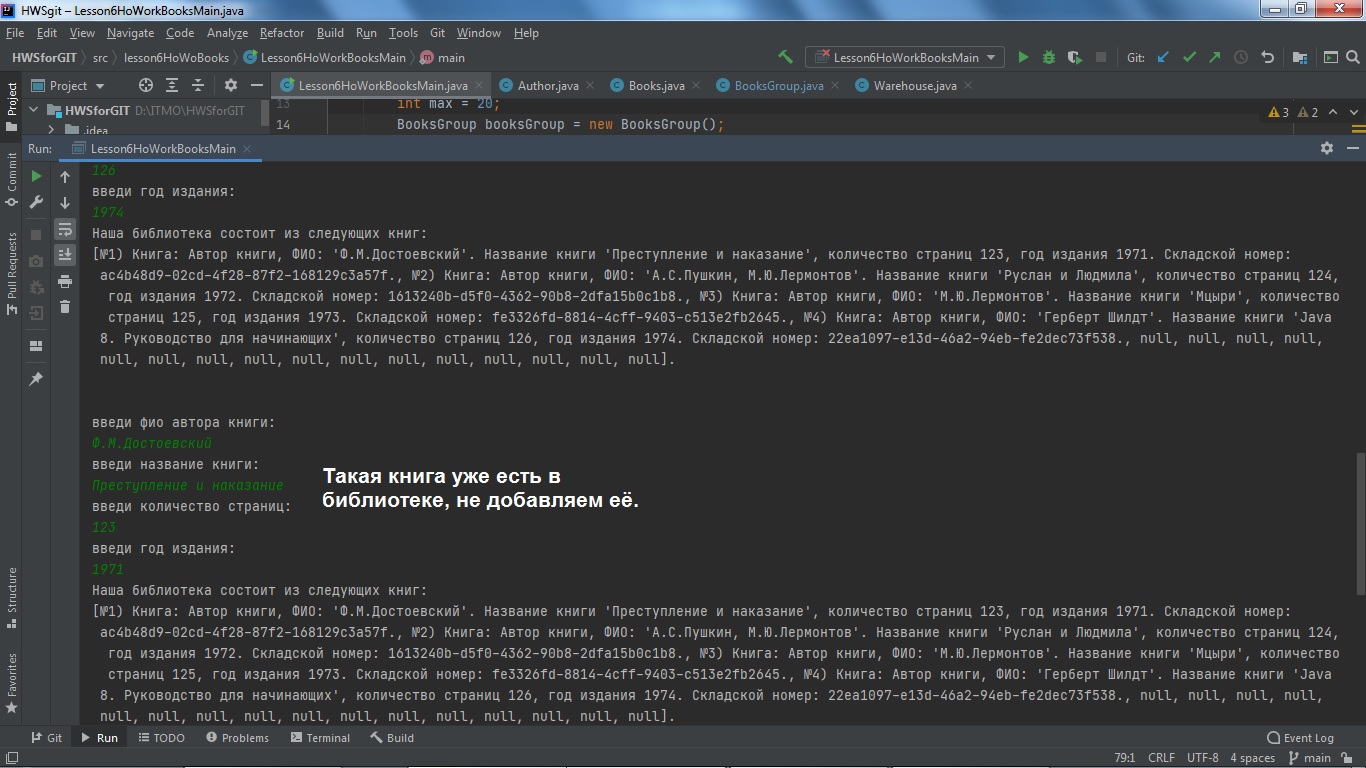 HWSgit – Lesson6HoWorkBooksMain.java
File Edit View Navigate Code Analyze Refactor Build Run Tools Git Window Help
HWSforGIT src lesson6HoWoBooks Lesson6HoWorkBooksMain main Lesson6HoWorkBooksMain Git:
Project Lesson6HoWorkBooksMain.java Author.java Books.java BooksGroup.java Warehouse.java
HWSforGIT D:\ITMO\HWSforGIT 13 int max = 20; 3 2
.idea 14 BooksGroup booksGroup = new BooksGroup();
Run: Lesson6HoWorkBooksMain
Project
Commit
Pull Requests
Structure
Favorites
126
введи год издания:
1974
Наша библиотека состоит из следующих книг:
[№1) Книга: Автор книги, ФИО: 'Ф.М.Достоевский'. Название книги 'Преступление и наказание', количество страниц 123, год издания 1971. Складской номер:
ac4b48d9-02cd-4f28-87f2-168129c3a57f., №2) Книга: Автор книги, ФИО: 'А.С.Пушкин, М.Ю.Лермонтов'. Название книги 'Руслан и Людмила', количество страниц 124,
год издания 1972. Складской номер: 1613240b-d5f0-4362-90b8-2dfa15b0c1b8., №3) Книга: Автор книги, ФИО: 'М.Ю.Лермонтов'. Название книги 'Мцыри', количество
страниц 125, год издания 1973. Складской номер: fe3326fd-8814-4cff-9403-c513e2fb2645., №4) Книга: Автор книги, ФИО: 'Герберт Шилдт'. Название книги 'Java
8. Руководство для начинающих', количество страниц 126, год издания 1974. Складской номер: 22ea1097-e13d-46a2-94eb-fe2dec73f538., null, null, null, null,
null, null, null, null, null, null, null, null, null, null, null, null].
введи фио автора книги:
Ф.М.Достоевский
введи название книги:
Преступление и наказание
введи количество страниц:
123
введи год издания:
1971
Такая книга уже есть в
библиотеке, не добавляем её.
Наша библиотека состоит из следующих книг:
[№1) Книга: Автор книги, ФИО: 'Ф.М.Достоевский'. Название книги 'Преступление и наказание', количество страниц 123, год издания 1971. Складской номер:
ac4b48d9-02cd-4f28-87f2-168129c3a57f., №2) Книга: Автор книги, ФИО: 'А.С.Пушкин, М.Ю.Лермонтов'. Название книги 'Руслан и Людмила', количество страниц 124,
год издания 1972. Складской номер: 1613240b-d5f0-4362-90b8-2dfa15b0c1b8., №3) Книга: Автор книги, ФИО: 'М.Ю.Лермонтов'. Название книги 'Мцыри', количество
страниц 125, год издания 1973. Складской номер: fe3326fd-8814-4cff-9403-c513e2fb2645., №4) Книга: Автор книги, ФИО: 'Герберт Шилдт'. Название книги 'Java
8. Руководство для начинающих', количество страниц 126, год издания 1974. Складской номер: 22ea1097-e13d-46a2-94eb-fe2dec73f538., null, null, null, null,
null, null, null, null, null, null, null, null, null, null, null, null].
Git Run TODO Problems Terminal Build Event Log
79:1 CRLF UTF-8 4 spaces main